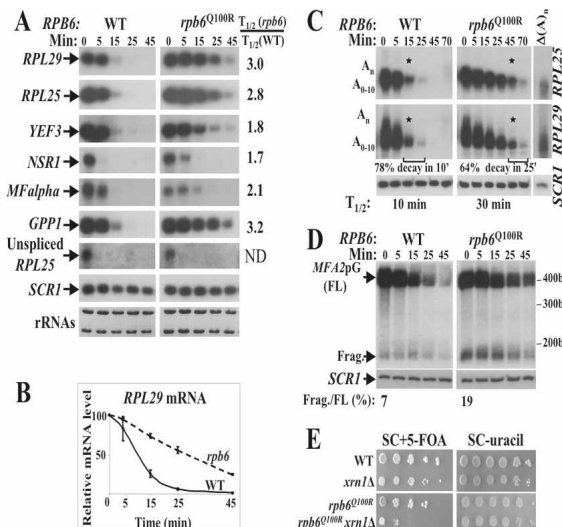 A RPB6: WT rpb6Q100R T1/2(rpb6)
T1/2(WT)
Min: 0 5 15 25 45 0 5 15 25 45
RPL29 3.0
RPL25 2.8
YEF3 1.8
NSR1 1.7
MFalpha 2.1
GPP1 3.2
Unspliced
RPL25 ND
SCR1
rRNAs
B RPL29 mRNA
Relative mRNA level
100
50
0
rpb6
WT
0 5 15 25 45
Time (min)
C RPB6: WT rpb6Q100R Δ(A)n
Min: 0 5 15 25 45 70 0 5 15 25 45 70
An * *
A0-10
RPL25
An * *
A0-10
RPL29
78% decay in 10' 64% decay in 25'
SCR1
T1/2: 10 min 30 min
D RPB6: WT rpb6Q100R
Min: 0 5 15 25 45 0 5 15 25 45
MFA2pG
(FL)
400b
300b
200b
Frag.
SCR1
Frag./FL (%): 7 19
E SC+5-FOA SC-uracil
WT
xrn1Δ
rpb6Q100R
rpb6Q100R xrn1Δ